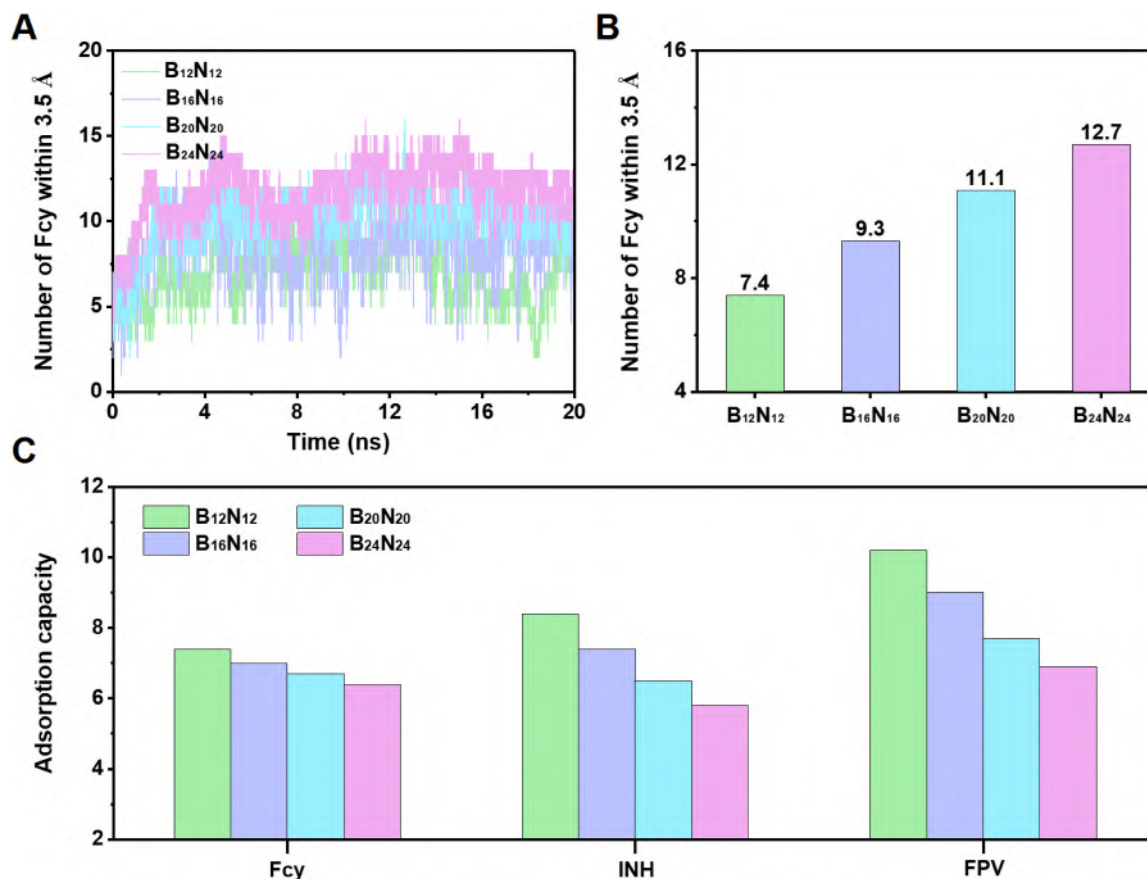 A
Number of Fcy within 3.5 Å
20
15
10
5
0
B₁₂N₁₂
B₁₆N₁₆
B₂₀N₂₀
B₂₄N₂₄
0 4 8 12 16 20
Time (ns)
B
Number of Fcy within 3.5 Å
16
12
8
4
7.4
9.3
11.1
12.7
B₁₂N₁₂ B₁₆N₁₆ B₂₀N₂₀ B₂₄N₂₄
C
Adsorption capacity
12
10
8
6
4
2
B₁₂N₁₂ B₂₀N₂₀
B₁₆N₁₆ B₂₄N₂₄
Fcy INH FPV